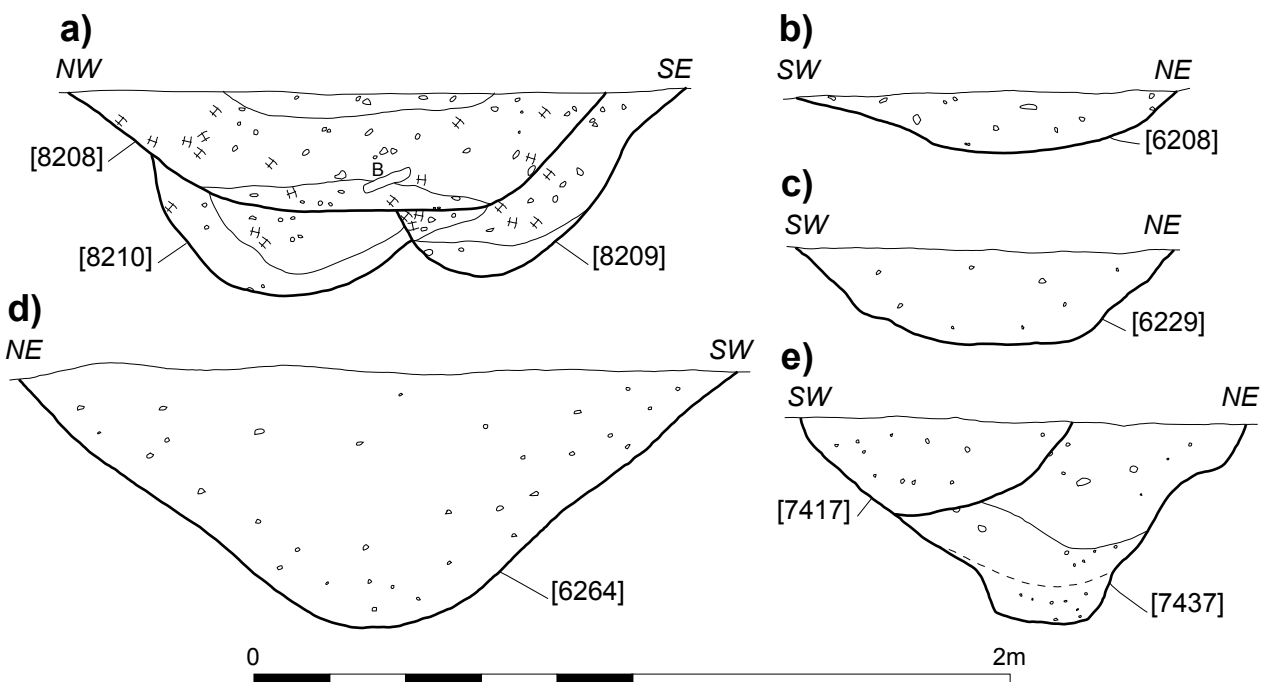 a)
NW SE
[8208]
B
[8210]
[8209]
b)
SW NE
[6208]
c)
SW NE
[6229]
d)
NE SW
[6264]
e)
SW NE
[7417]
[7437]
0 2m